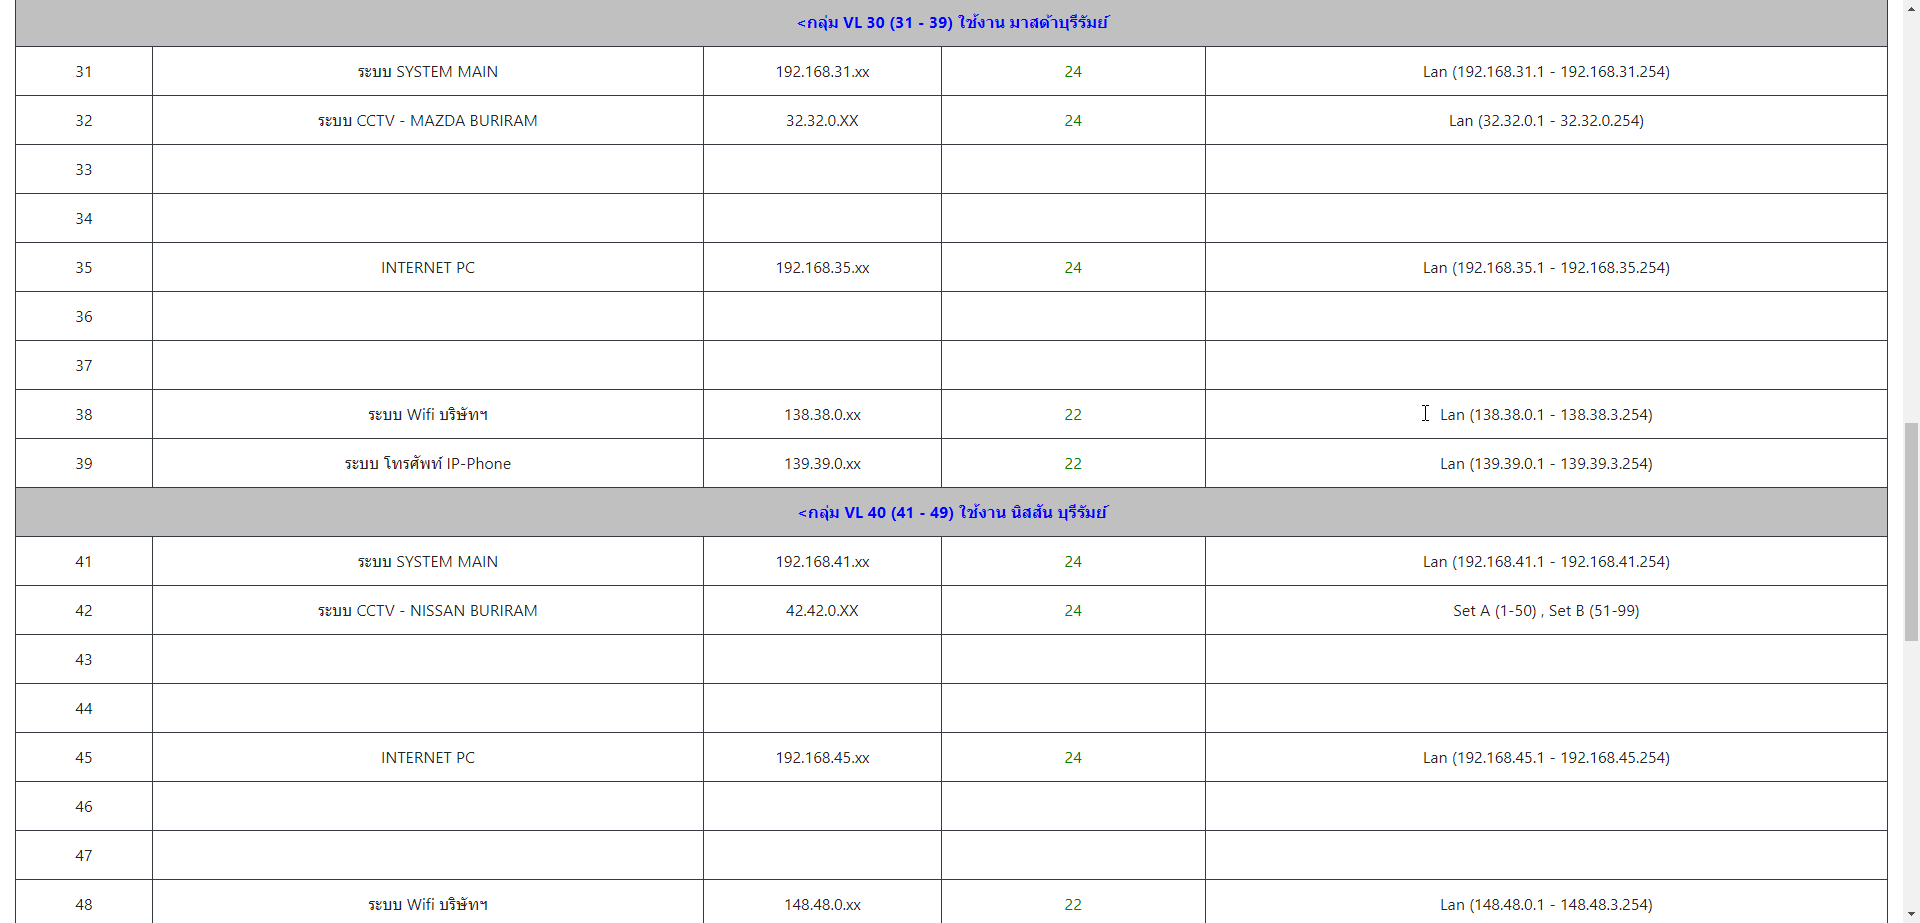 <กลุ่ม VL 30 (31 - 39) ใช้งาน มาสด้าบุรีรัมย์
31 ระบบ SYSTEM MAIN 192.168.31.xx 24 Lan (192.168.31.1 - 192.168.31.254)
32 ระบบ CCTV - MAZDA BURIRAM 32.32.0.XX 24 Lan (32.32.0.1 - 32.32.0.254)
33
34
35 INTERNET PC 192.168.35.xx 24 Lan (192.168.35.1 - 192.168.35.254)
36
37
38 ระบบ Wifi บริษัทฯ 138.38.0.xx 22 Lan (138.38.0.1 - 138.38.3.254)
39 ระบบ โทรศัพท์ IP-Phone 139.39.0.xx 22 Lan (139.39.0.1 - 139.39.3.254)
<กลุ่ม VL 40 (41 - 49) ใช้งาน นิสสัน บุรีรัมย์
41 ระบบ SYSTEM MAIN 192.168.41.xx 24 Lan (192.168.41.1 - 192.168.41.254)
42 ระบบ CCTV - NISSAN BURIRAM 42.42.0.XX 24 Set A (1-50) , Set B (51-99)
43
44
45 INTERNET PC 192.168.45.xx 24 Lan (192.168.45.1 - 192.168.45.254)
46
47
48 ระบบ Wifi บริษัทฯ 148.48.0.xx 22 Lan (148.48.0.1 - 148.48.3.254)